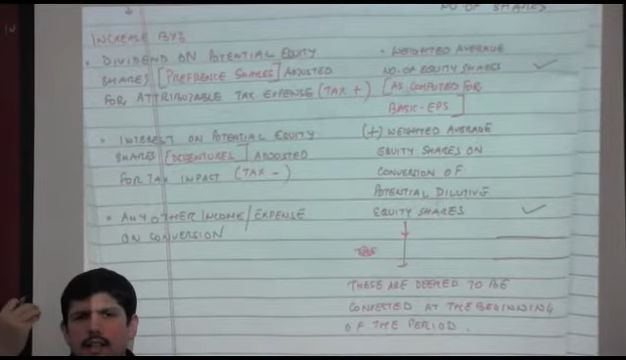 NO OF SHARES
INCREASE BY:
• DIVIDEND ON POTENTIAL EQUITY
SHARES [PREFERENCE SHARES] ADJUSTED
FOR ATTRIBUTABLE TAX EXPENSE (TAX +)
• INTEREST ON POTENTIAL EQUITY
SHARES [DEBENTURES] ADJUSTED
FOR TAX IMPACT (TAX -)
• ANY OTHER INCOME/EXPENSE
ON CONVERSION
• WEIGHTED AVERAGE
NO. OF EQUITY SHARES
[AS COMPUTED FOR
BASIC-EPS]
(+) WEIGHTED AVERAGE
EQUITY SHARES ON
CONVERSION OF
POTENTIAL DILUTIVE
EQUITY SHARES
THESE ARE DEEMED TO BE
CONVERTED AT THE BEGINNING
OF THE PERIOD.